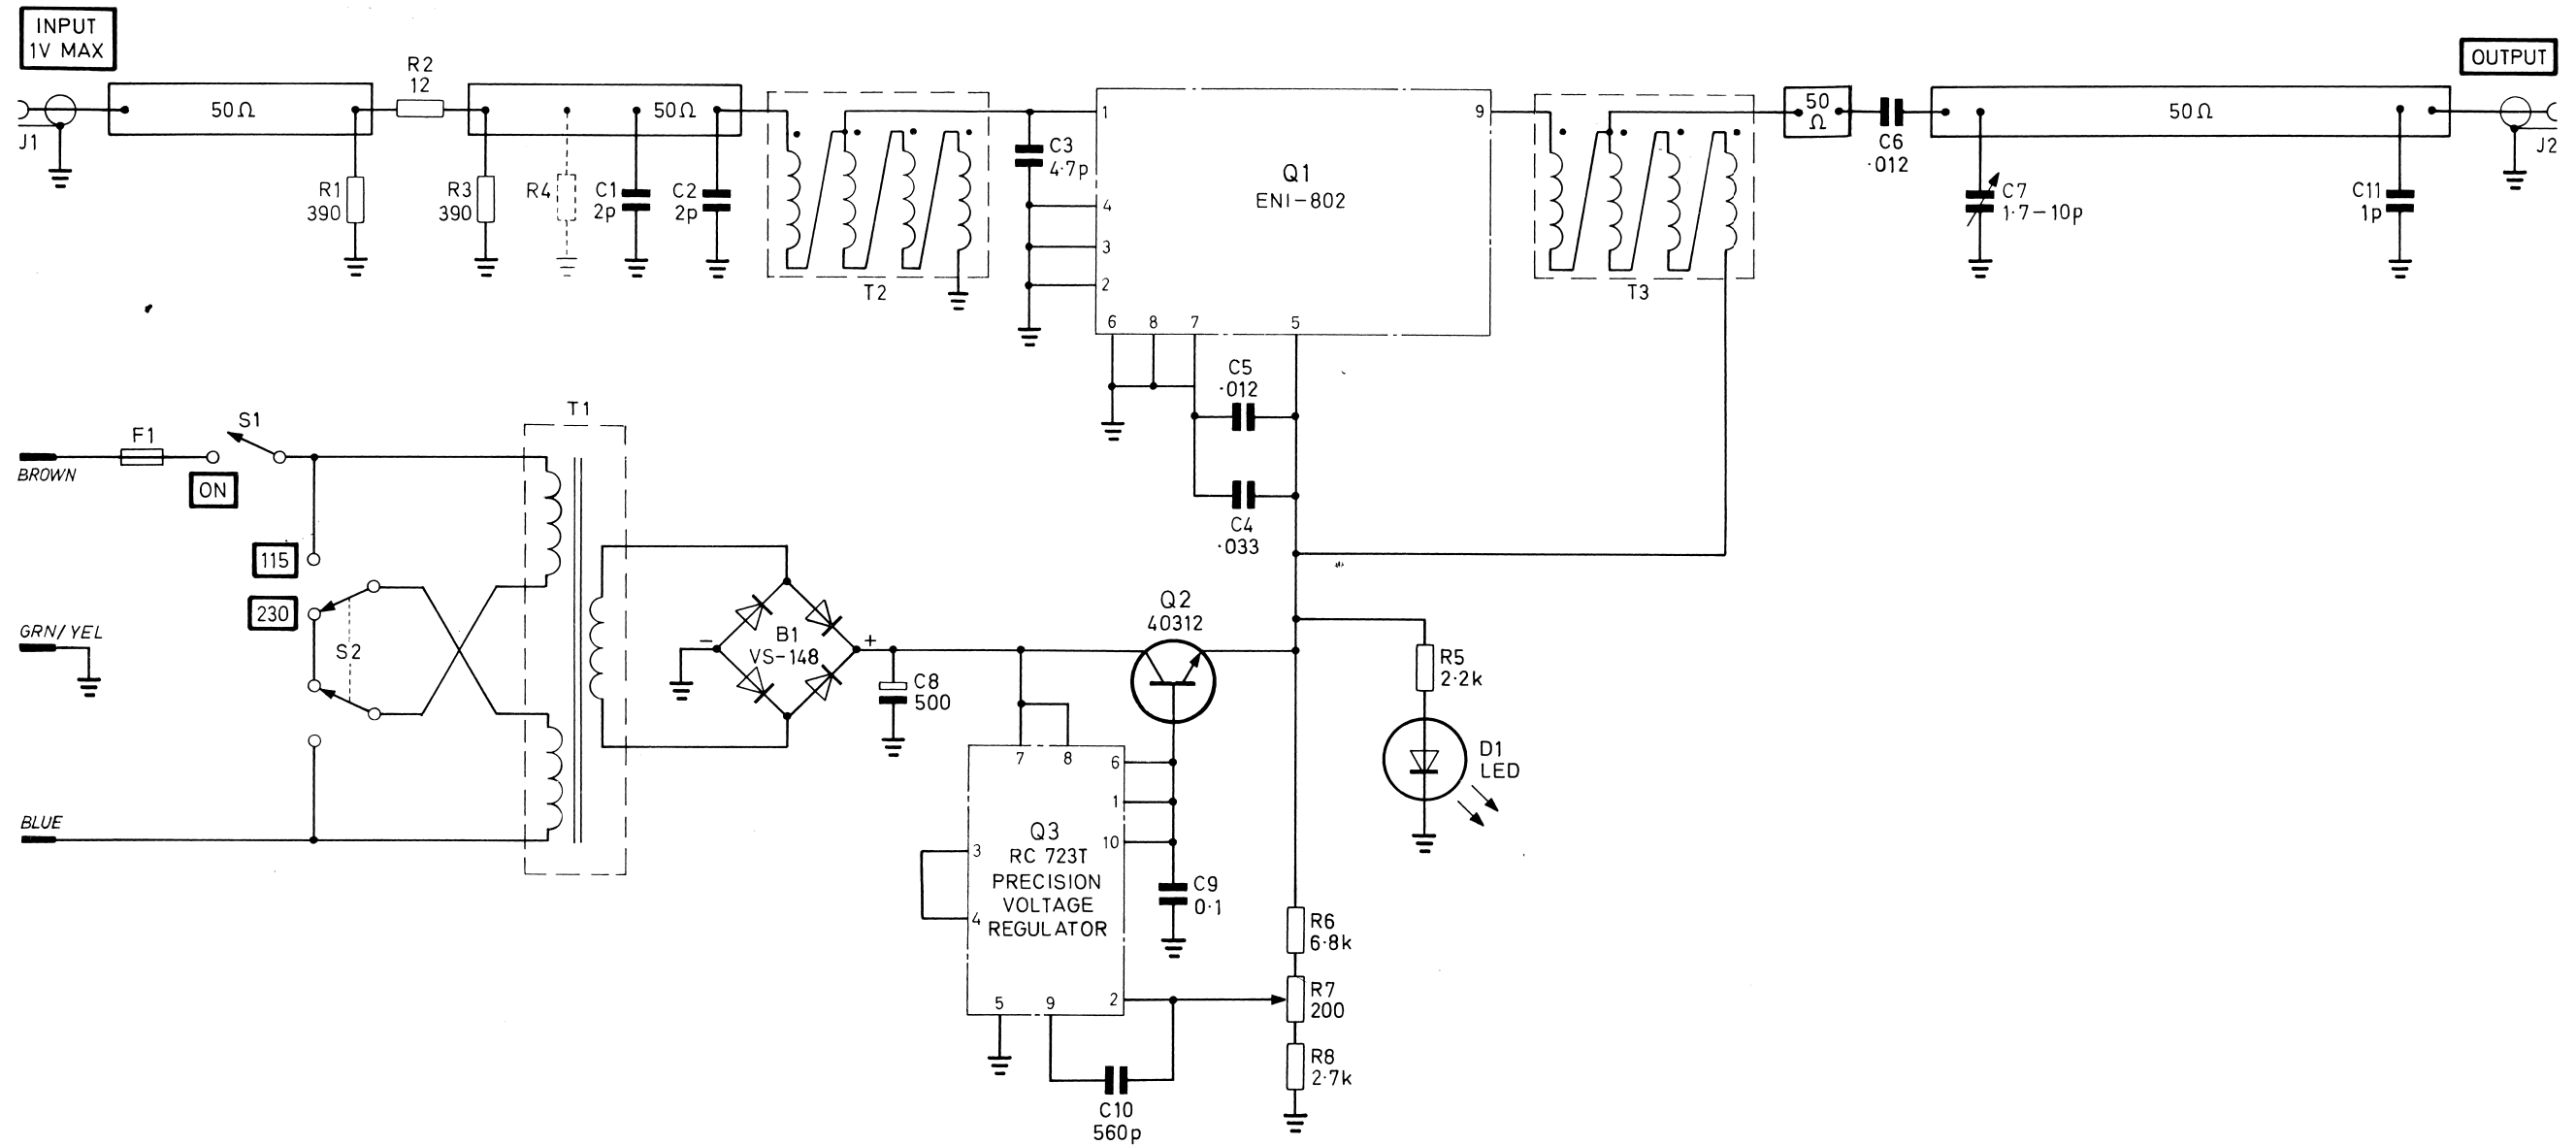 INPUT
1V MAX
J1
50Ω
R1
390
R2
12
R3
390
R4
50Ω
C1
2p
C2
2p
T2
C3
4·7p
1
4
3
2
Q1
ENI-802
9
6
8
7
5
C5
·012
C4
·033
T3
50
Ω
C6
·012
50Ω
C7
1·7-10p
C11
1p
OUTPUT
J2
BROWN
F1
S1
ON
115
230
S2
GRN/YEL
BLUE
T1
B1
VS-148
-
+
C8
500
Q2
40312
R5
2·2k
D1
LED
7
8
6
1
10
3
4
Q3
RC 723T
PRECISION
VOLTAGE
REGULATOR
5
9
2
C9
0·1
C10
560p
R6
6·8k
R7
200
R8
2·7k